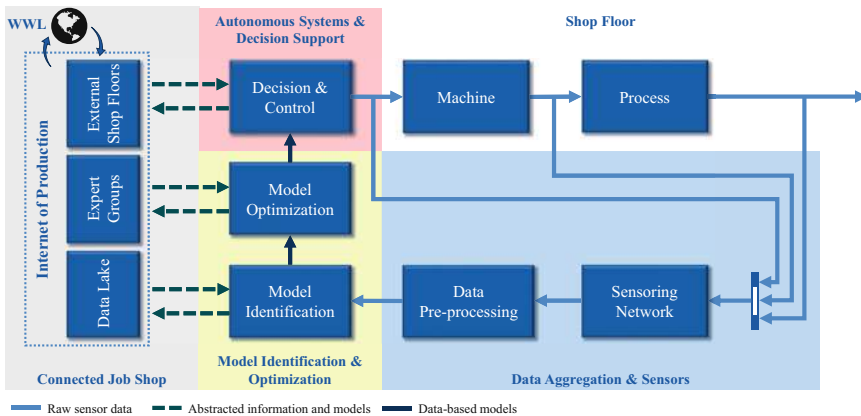 WWL
Autonomous Systems &
Decision Support
Shop Floor
Internet of Production
External
Shop Floors
Decision &
Control
Machine
Process
Expert
Groups
Model
Optimization
Data Lake
Model
Identification
Data
Pre-processing
Sensoring
Network
Connected Job Shop
Model Identification &
Optimization
Data Aggregation & Sensors
Raw sensor data
Abstracted information and models
Data-based models